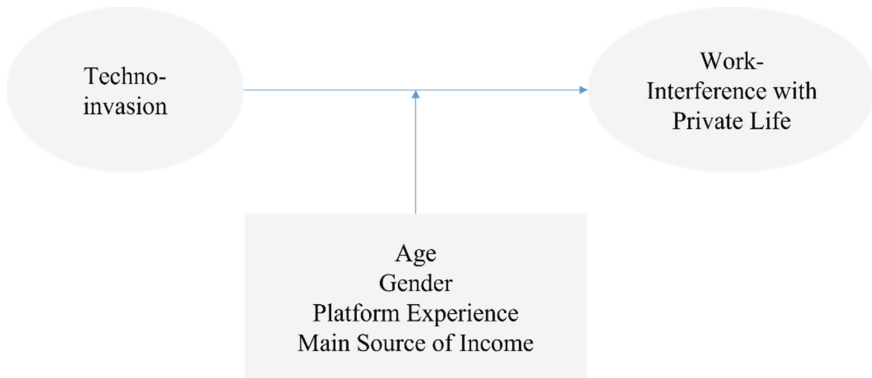 Techno-
invasion
Work-
Interference with
Private Life
Age
Gender
Platform Experience
Main Source of Income